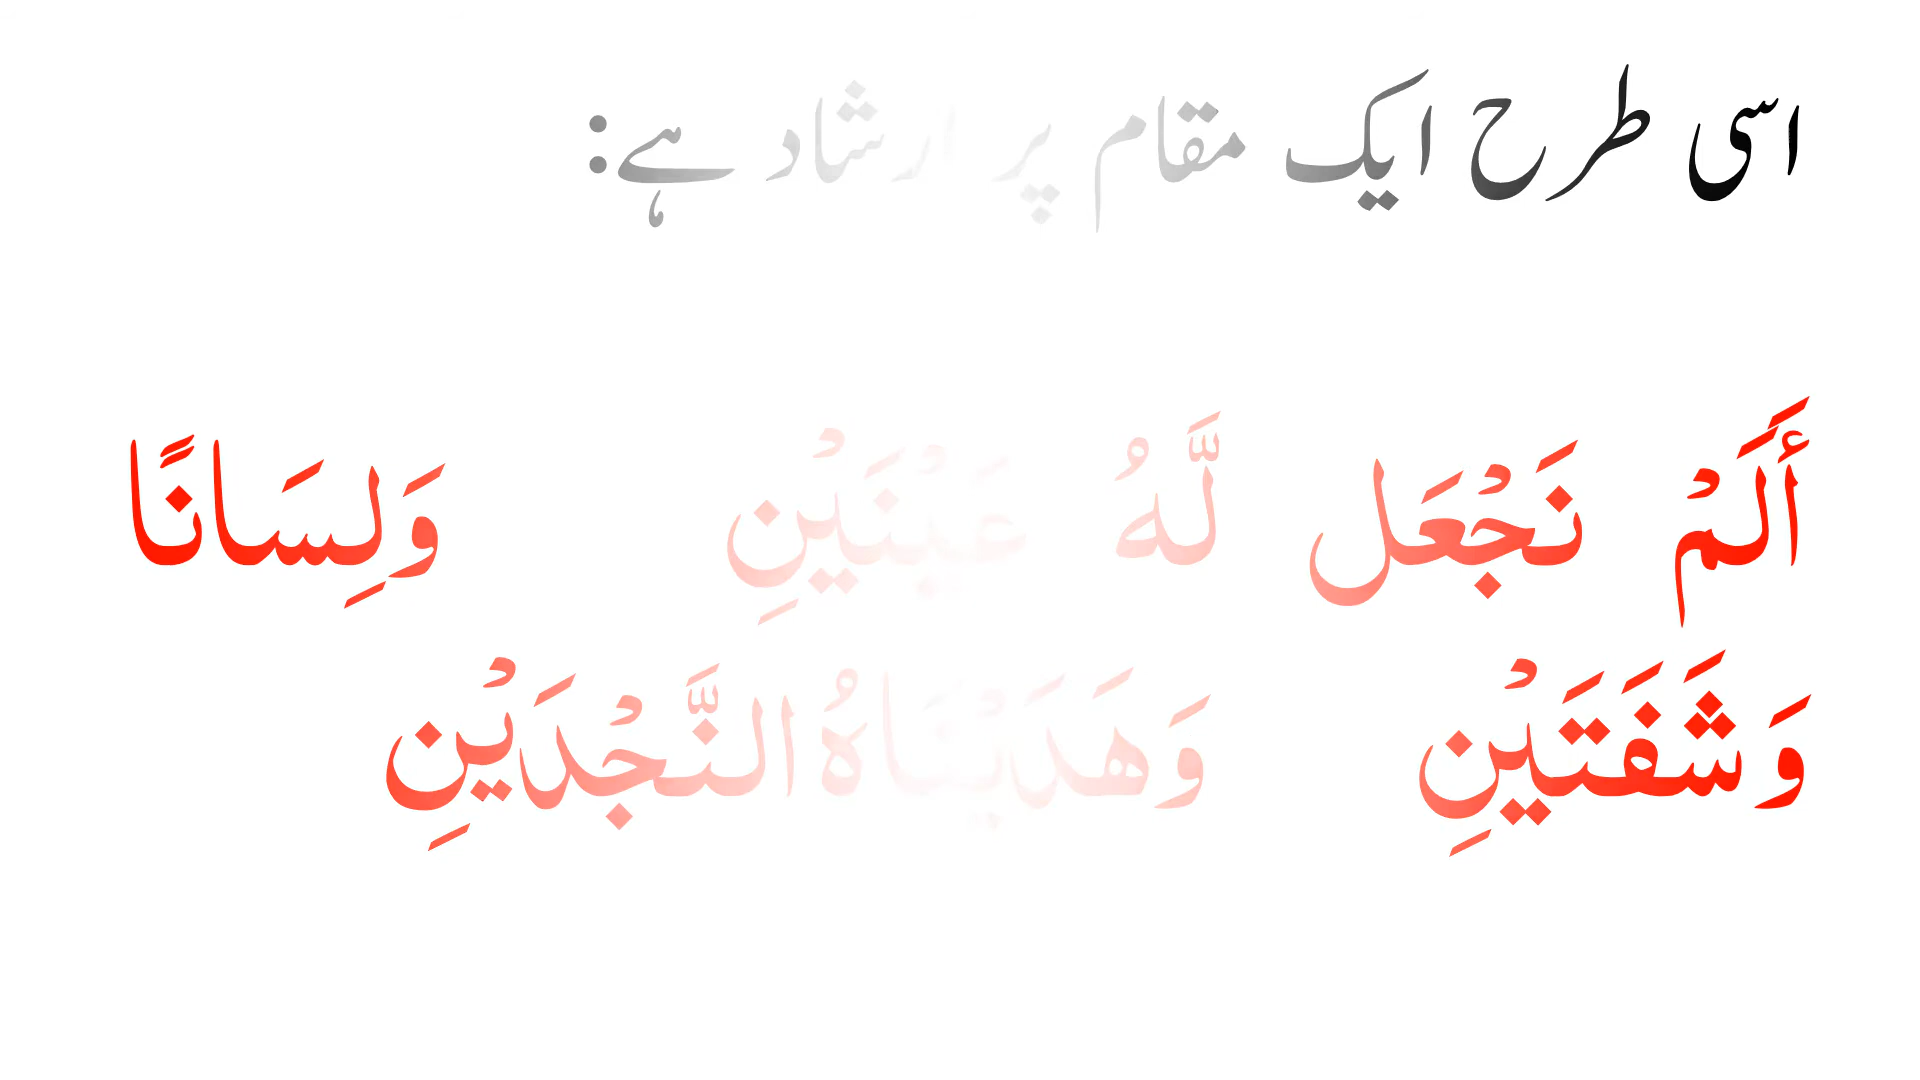 اسی طرح ایک مقام پر ارشاد ہے:
أَلَمْ نَجْعَل لَّهُ عَيْنَيْنِ وَلِسَانًا
وَشَفَتَيْنِ وَهَدَيْنَاهُ النَّجْدَيْنِ